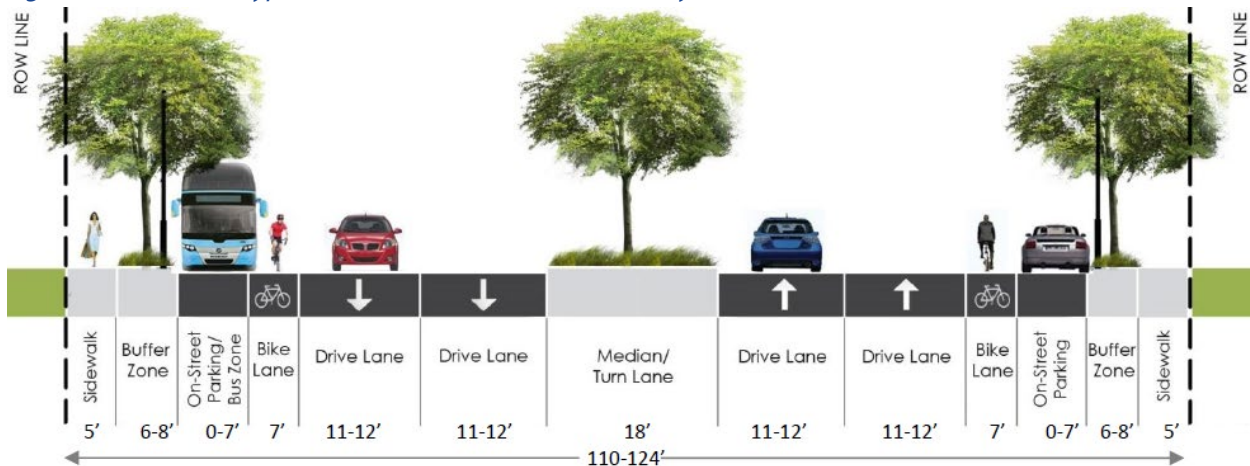 ROW LINE
ROW LINE
Sidewalk
Buffer
Zone
On-Street
Parking/
Bus Zone
Bike
Lane
Drive Lane
Drive Lane
Median/
Turn Lane
Drive Lane
Drive Lane
Bike
Lane
On-Street
Parking
Buffer
Zone
Sidewalk
5' 6-8' 0-7' 7' 11-12' 11-12' 18' 11-12' 11-12' 7' 0-7' 6-8' 5'
110-124'